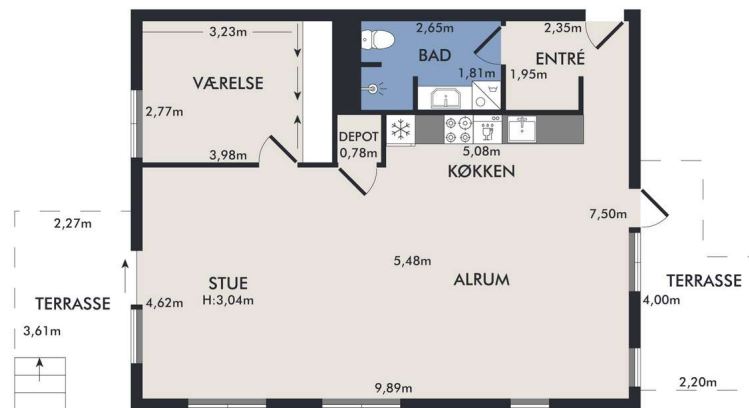 3,23m
2,65m
2,35m
BAD
ENTRÉ
VÆRELSE
1,81m
1,95m
2,77m
DEPOT
0,78m
3,98m
5,08m
KØKKEN
2,27m
7,50m
5,48m
STUE
H:3,04m
ALRUM
TERRASSE
TERRASSE
4,62m
4,00m
3,61m
9,89m
2,20m